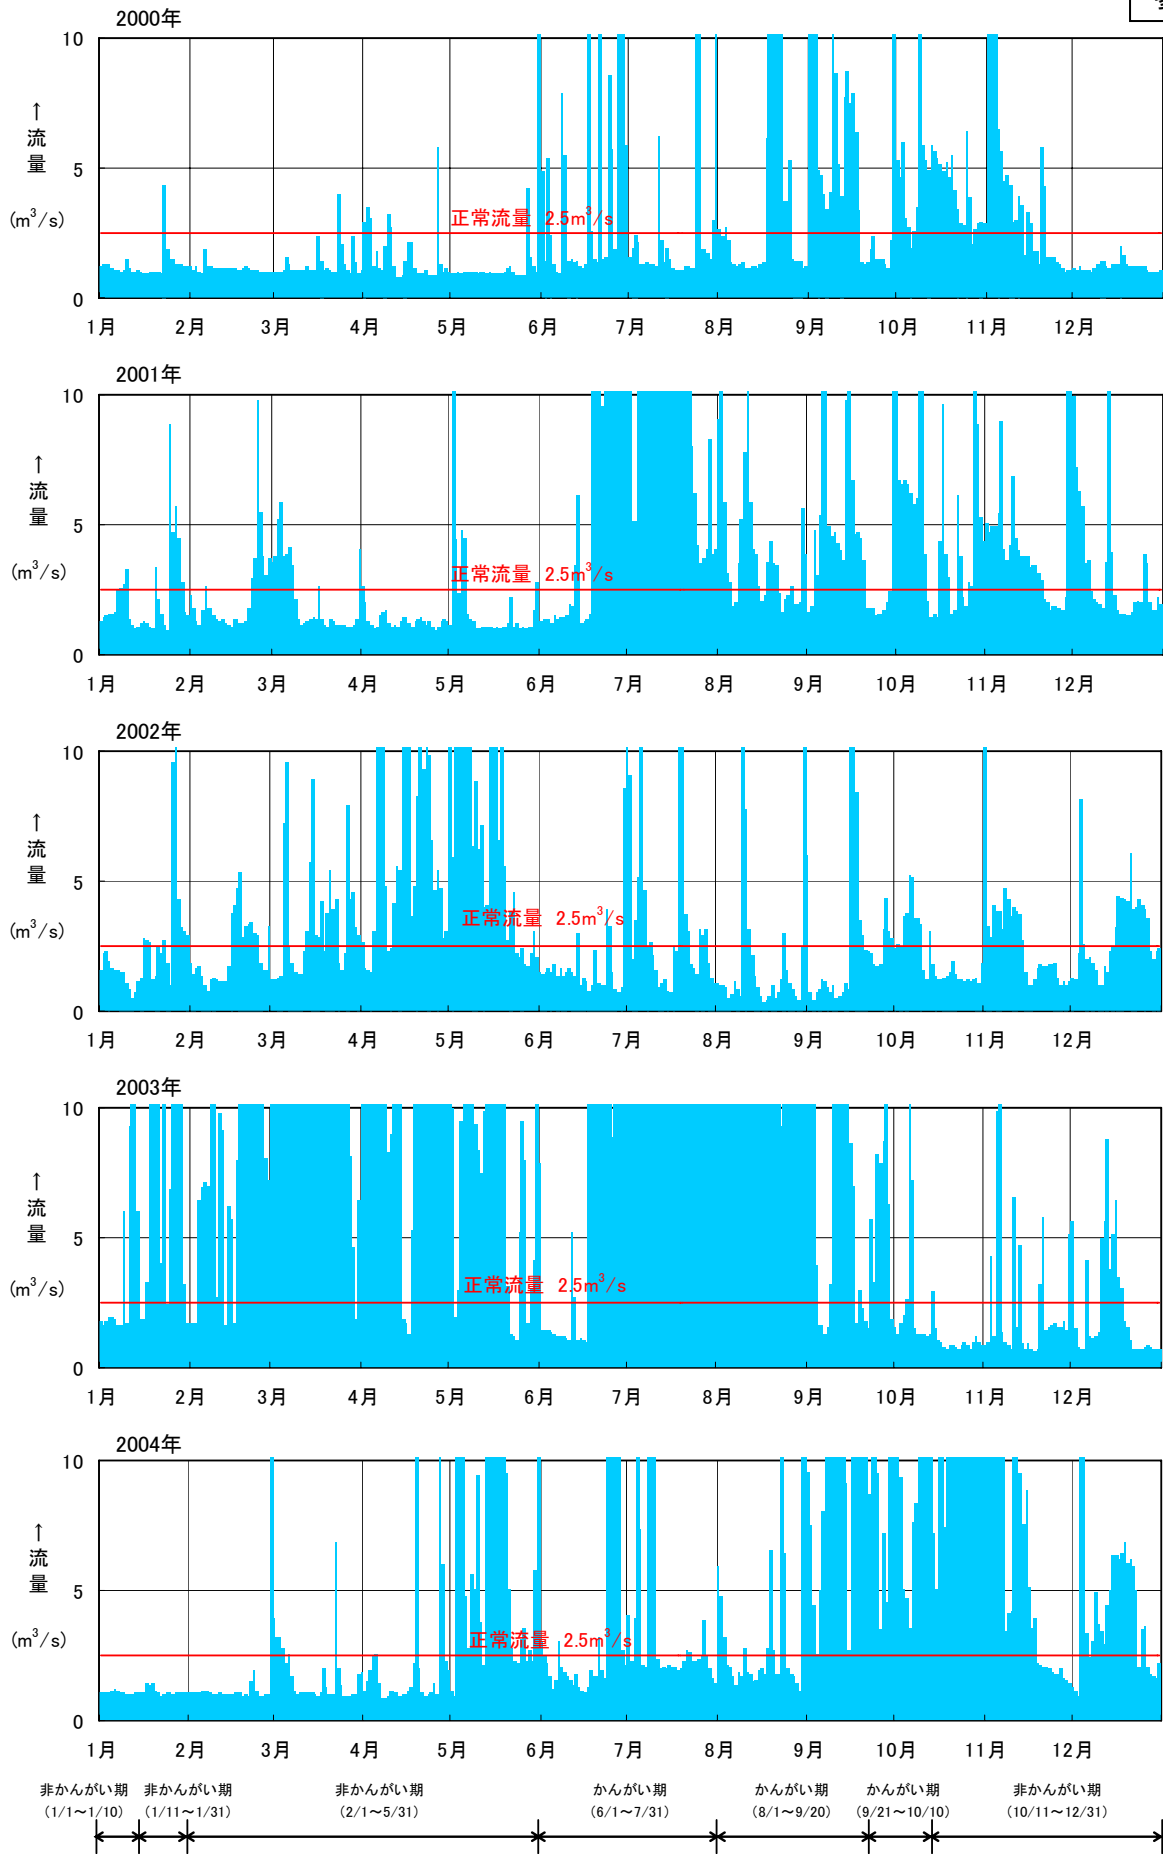 2000年
10
5
0
↑
流
量
(m³/s)
正常流量 2.5m³/s
1月 2月 3月 4月 5月 6月 7月 8月 9月 10月 11月 12月
2001年
10
5
0
↑
流
量
(m³/s)
正常流量 2.5m³/s
1月 2月 3月 4月 5月 6月 7月 8月 9月 10月 11月 12月
2002年
10
5
0
↑
流
量
(m³/s)
正常流量 2.5m³/s
1月 2月 3月 4月 5月 6月 7月 8月 9月 10月 11月 12月
2003年
10
5
0
↑
流
量
(m³/s)
正常流量 2.5m³/s
1月 2月 3月 4月 5月 6月 7月 8月 9月 10月 11月 12月
2004年
10
5
0
↑
流
量
(m³/s)
正常流量 2.5m³/s
1月 2月 3月 4月 5月 6月 7月 8月 9月 10月 11月 12月
非かんがい期 非かんがい期 非かんがい期 かんがい期 かんがい期 かんがい期 非かんがい期
(1/1～1/10) (1/11～1/31) (2/1～5/31) (6/1～7/31) (8/1～9/20) (9/21～10/10) (10/11～12/31)